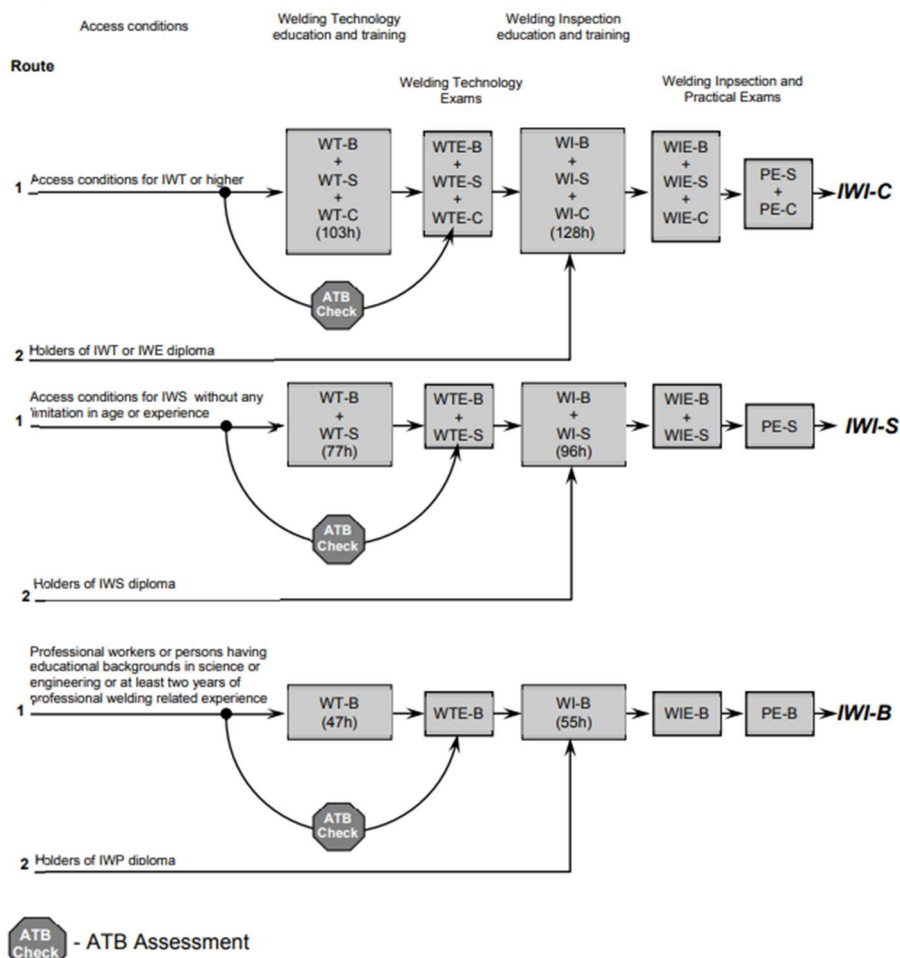 Access conditions
Welding Technology
education and training
Welding Inspection
education and training
Route
Welding Technology
Exams
Welding Inpsection and
Practical Exams
1 Access conditions for IWT or higher
WT-B
+
WT-S
+
WT-C
(103h)
WTE-B
+
WTE-S
+
WTE-C
WI-B
+
WI-S
+
WI-C
(128h)
WIE-B
+
WIE-S
+
WIE-C
PE-S
+
PE-C
IWI-C
ATB
Check
2 Holders of IWT or IWE diploma
Access conditions for IWS without any
1 limitation in age or experience
WT-B
+
WT-S
(77h)
WTE-B
+
WTE-S
WI-B
+
WI-S
(96h)
WIE-B
+
WIE-S
PE-S
IWI-S
ATB
Check
2 Holders of IWS diploma
Professional workers or persons having
educational backgrounds in science or
engineering or at least two years of
1 professional welding related experience
WT-B
(47h)
WTE-B
WI-B
(55h)
WIE-B
PE-B
IWI-B
ATB
Check
2 Holders of IWP diploma
ATB
Check
- ATB Assessment